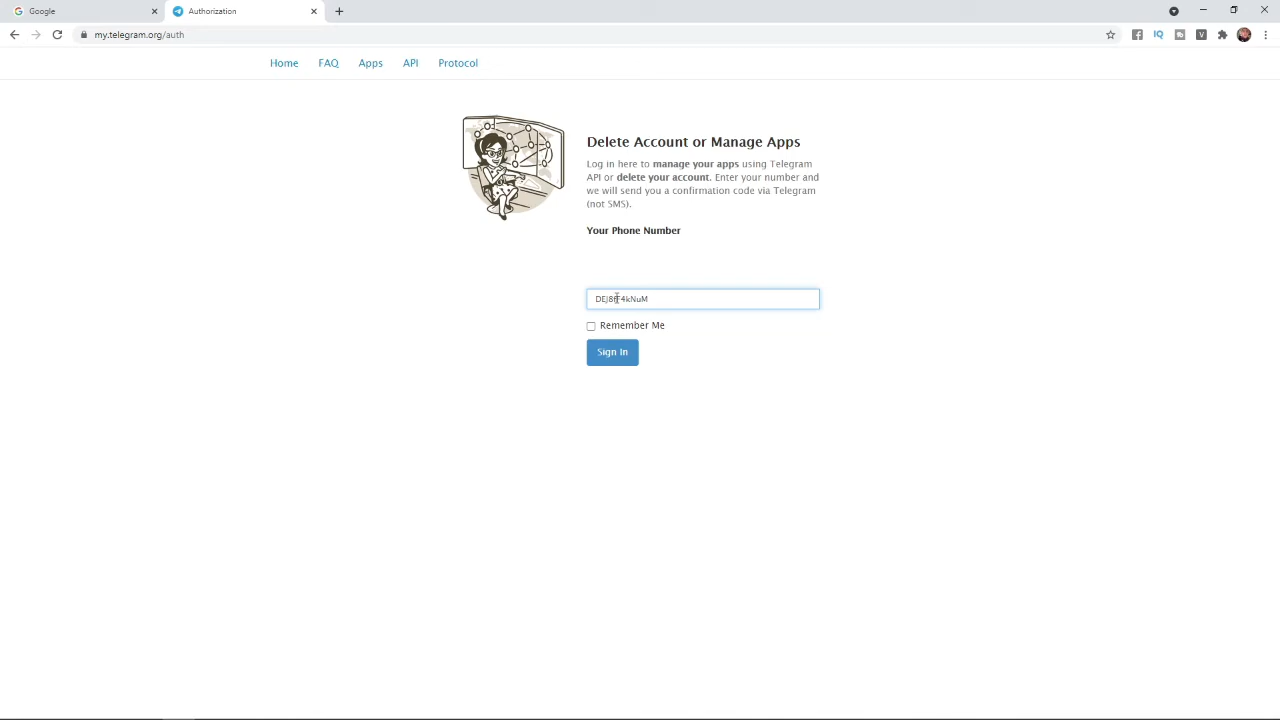 Google
Authorization
my.telegram.org/auth
Home FAQ Apps API Protocol
Delete Account or Manage Apps
Log in here to manage your apps using Telegram
API or delete your account. Enter your number and
we will send you a confirmation code via Telegram
(not SMS).
Your Phone Number
Remember Me
Sign In